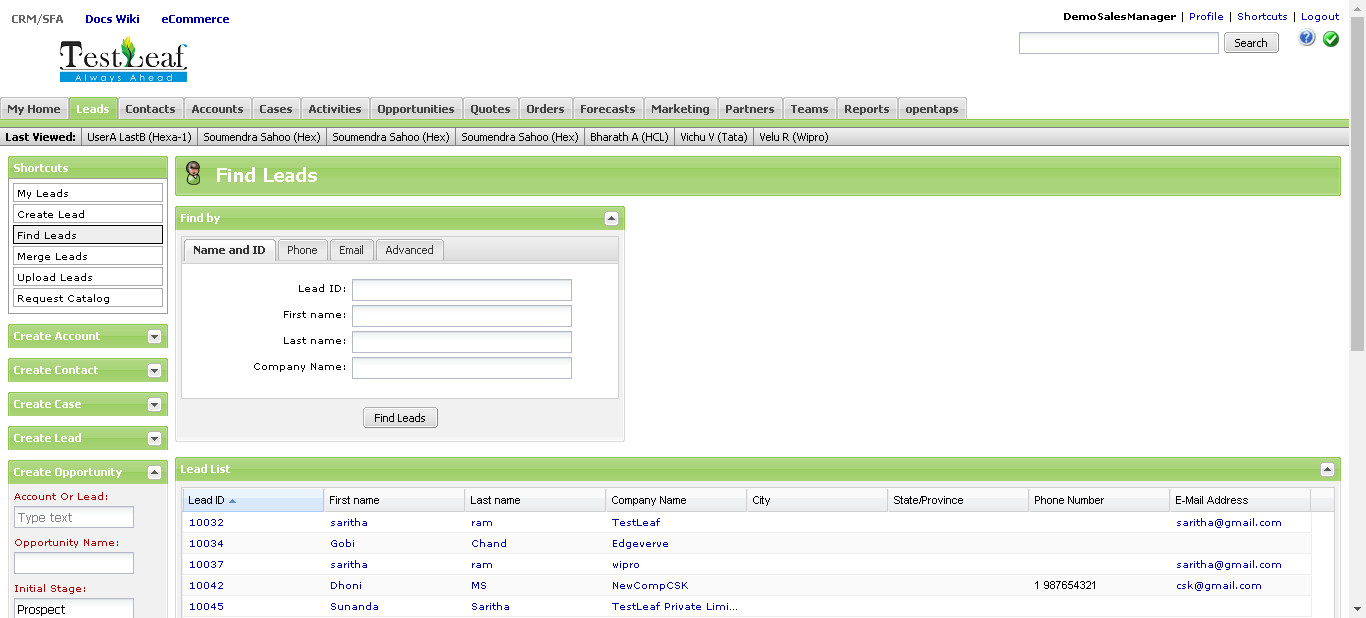 CRM/SFA Docs Wiki eCommerce
DemoSalesManager | Profile | Shortcuts | Logout
TestLeaf
Always Ahead
Search
My Home Leads Contacts Accounts Cases Activities Opportunities Quotes Orders Forecasts Marketing Partners Teams Reports opentaps
Last Viewed: UserA LastB (Hexa-1) Soumendra Sahoo (Hex) Soumendra Sahoo (Hex) Soumendra Sahoo (Hex) Bharath A (HCL) Vichu V (Tata) Velu R (Wipro)
Shortcuts
My Leads
Create Lead
Find Leads
Merge Leads
Upload Leads
Request Catalog
Create Account
Create Contact
Create Case
Create Lead
Create Opportunity
Account Or Lead:
Type text
Opportunity Name:
Initial Stage:
Prospect
Find Leads
Find by
Name and ID Phone Email Advanced
Lead ID:
First name:
Last name:
Company Name:
Find Leads
Lead List
Lead ID First name Last name Company Name City State/Province Phone Number E-Mail Address
10032 saritha ram TestLeaf saritha@gmail.com
10034 Gobi Chand Edgeverve
10037 saritha ram wipro saritha@gmail.com
10042 Dhoni MS NewCompCSK 1 987654321 csk@gmail.com
10045 Sunanda Saritha TestLeaf Private Limi...